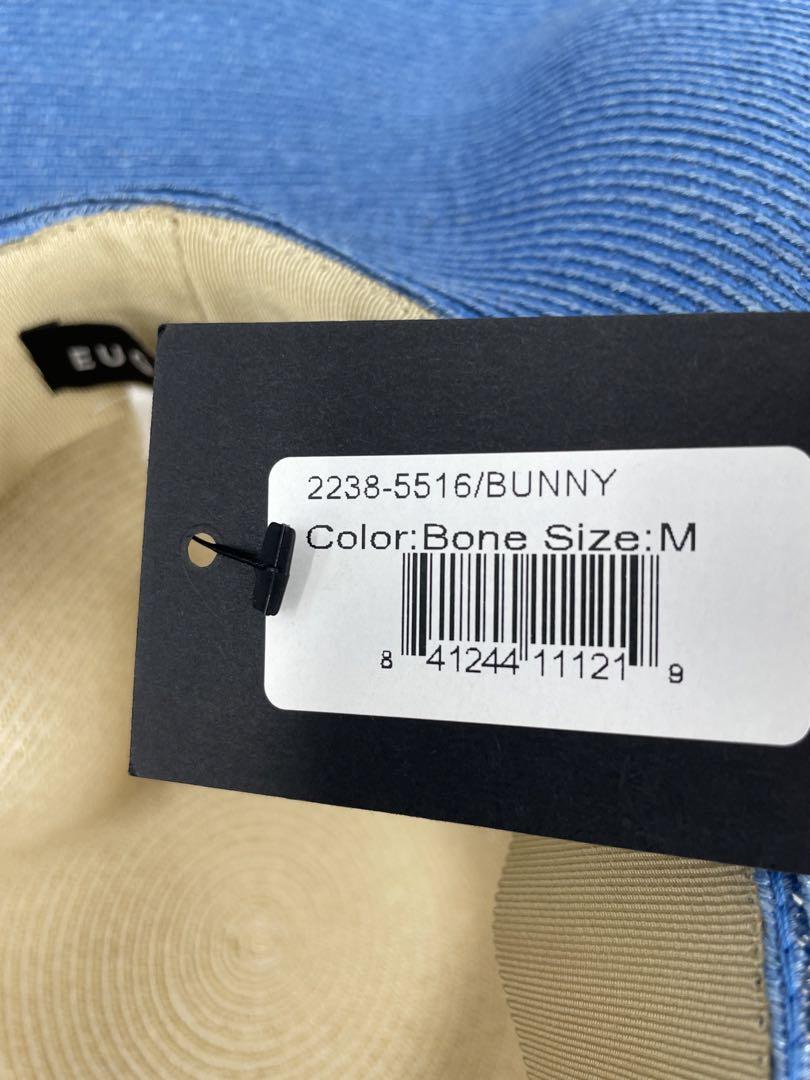 EUG
2238-5516/BUNNY
Color:Bone Size:M
8 41244 11121 9